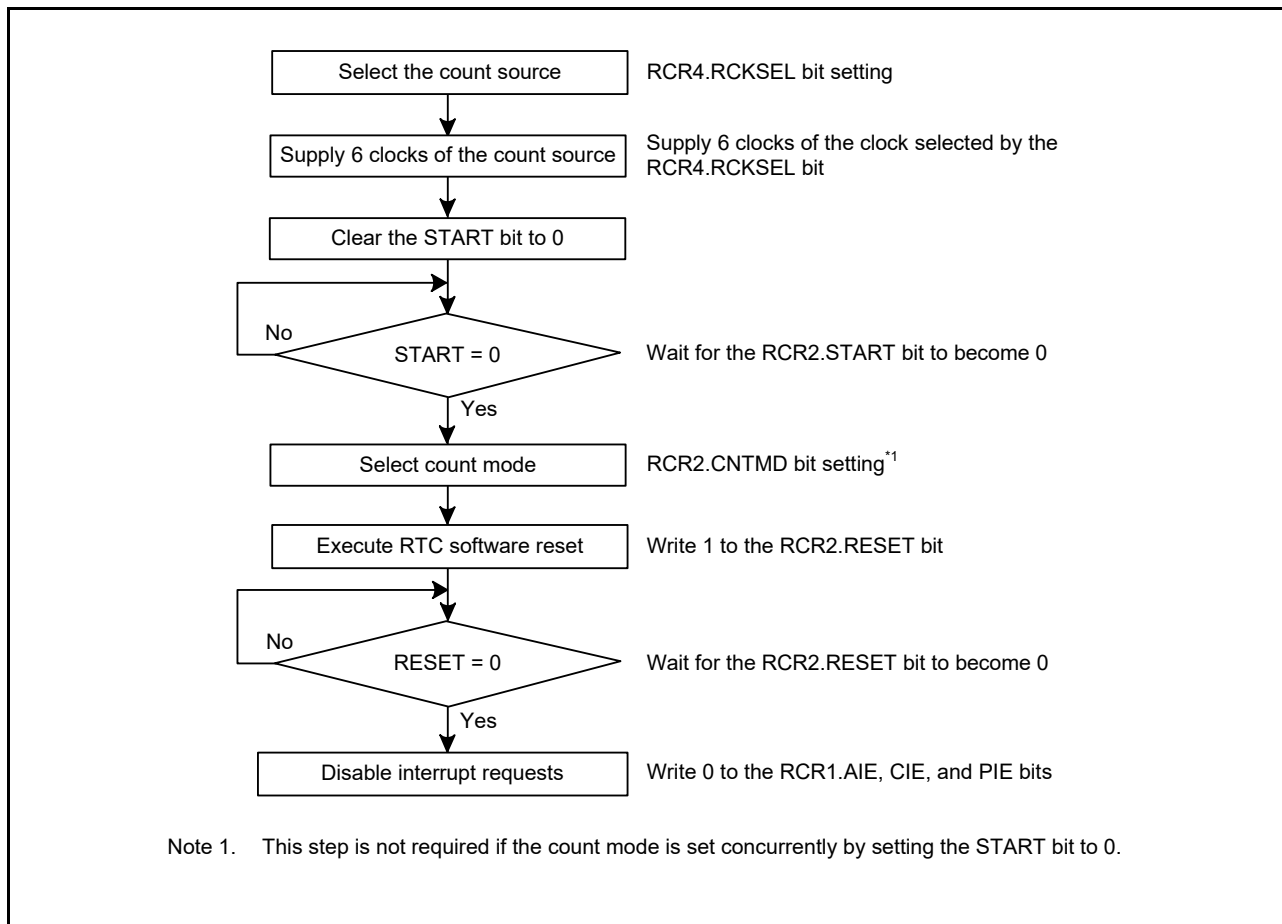 Select the count source
RCR4.RCKSEL bit setting
Supply 6 clocks of the count source
Supply 6 clocks of the clock selected by the
RCR4.RCKSEL bit
Clear the START bit to 0
No
START = 0
Wait for the RCR2.START bit to become 0
Yes
Select count mode
RCR2.CNTMD bit setting*1
Execute RTC software reset
Write 1 to the RCR2.RESET bit
No
RESET = 0
Wait for the RCR2.RESET bit to become 0
Yes
Disable interrupt requests
Write 0 to the RCR1.AIE, CIE, and PIE bits
Note 1. This step is not required if the count mode is set concurrently by setting the START bit to 0.